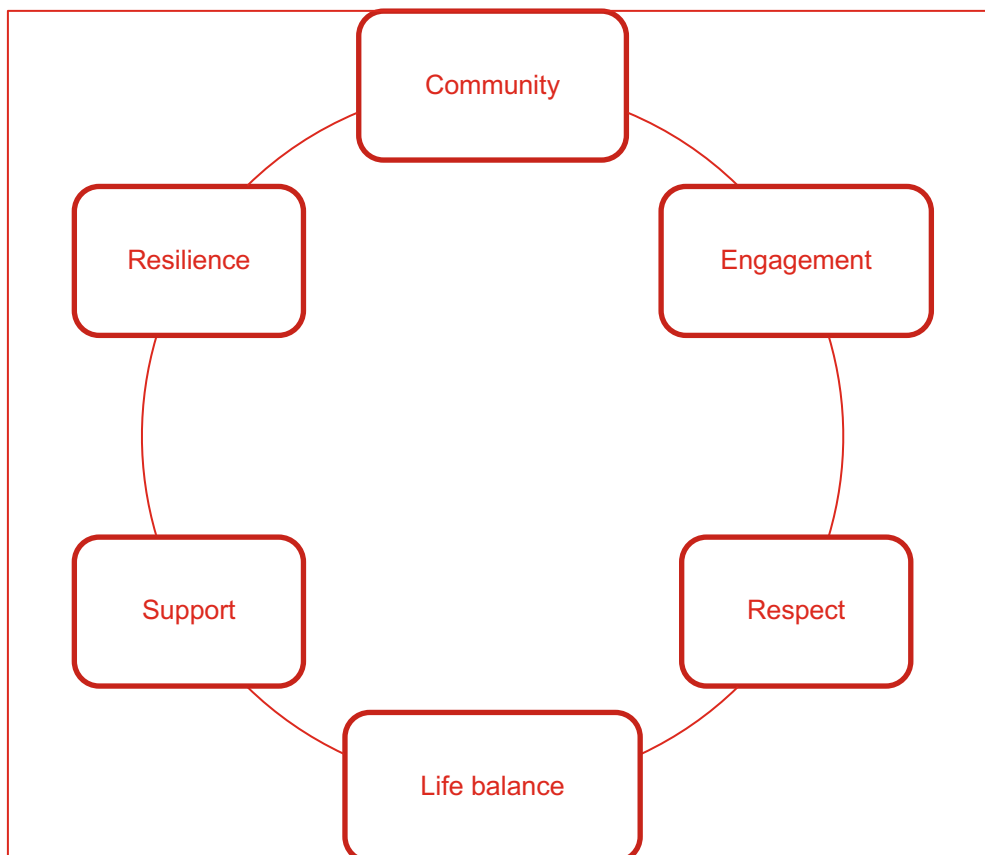 Community
Engagement
Respect
Life balance
Support
Resilience